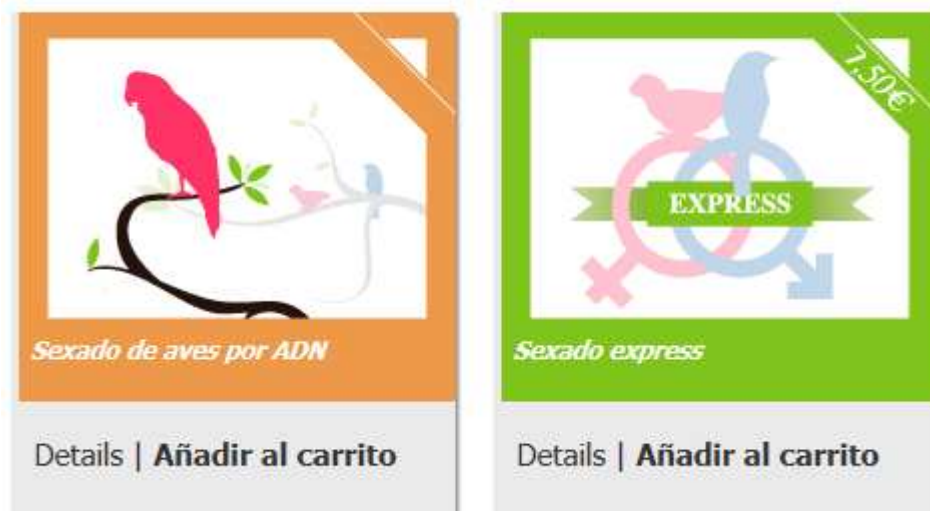 7,50€
EXPRESS
Sexado de aves por ADN
Sexado express
Details | Añadir al carrito
Details | Añadir al carrito